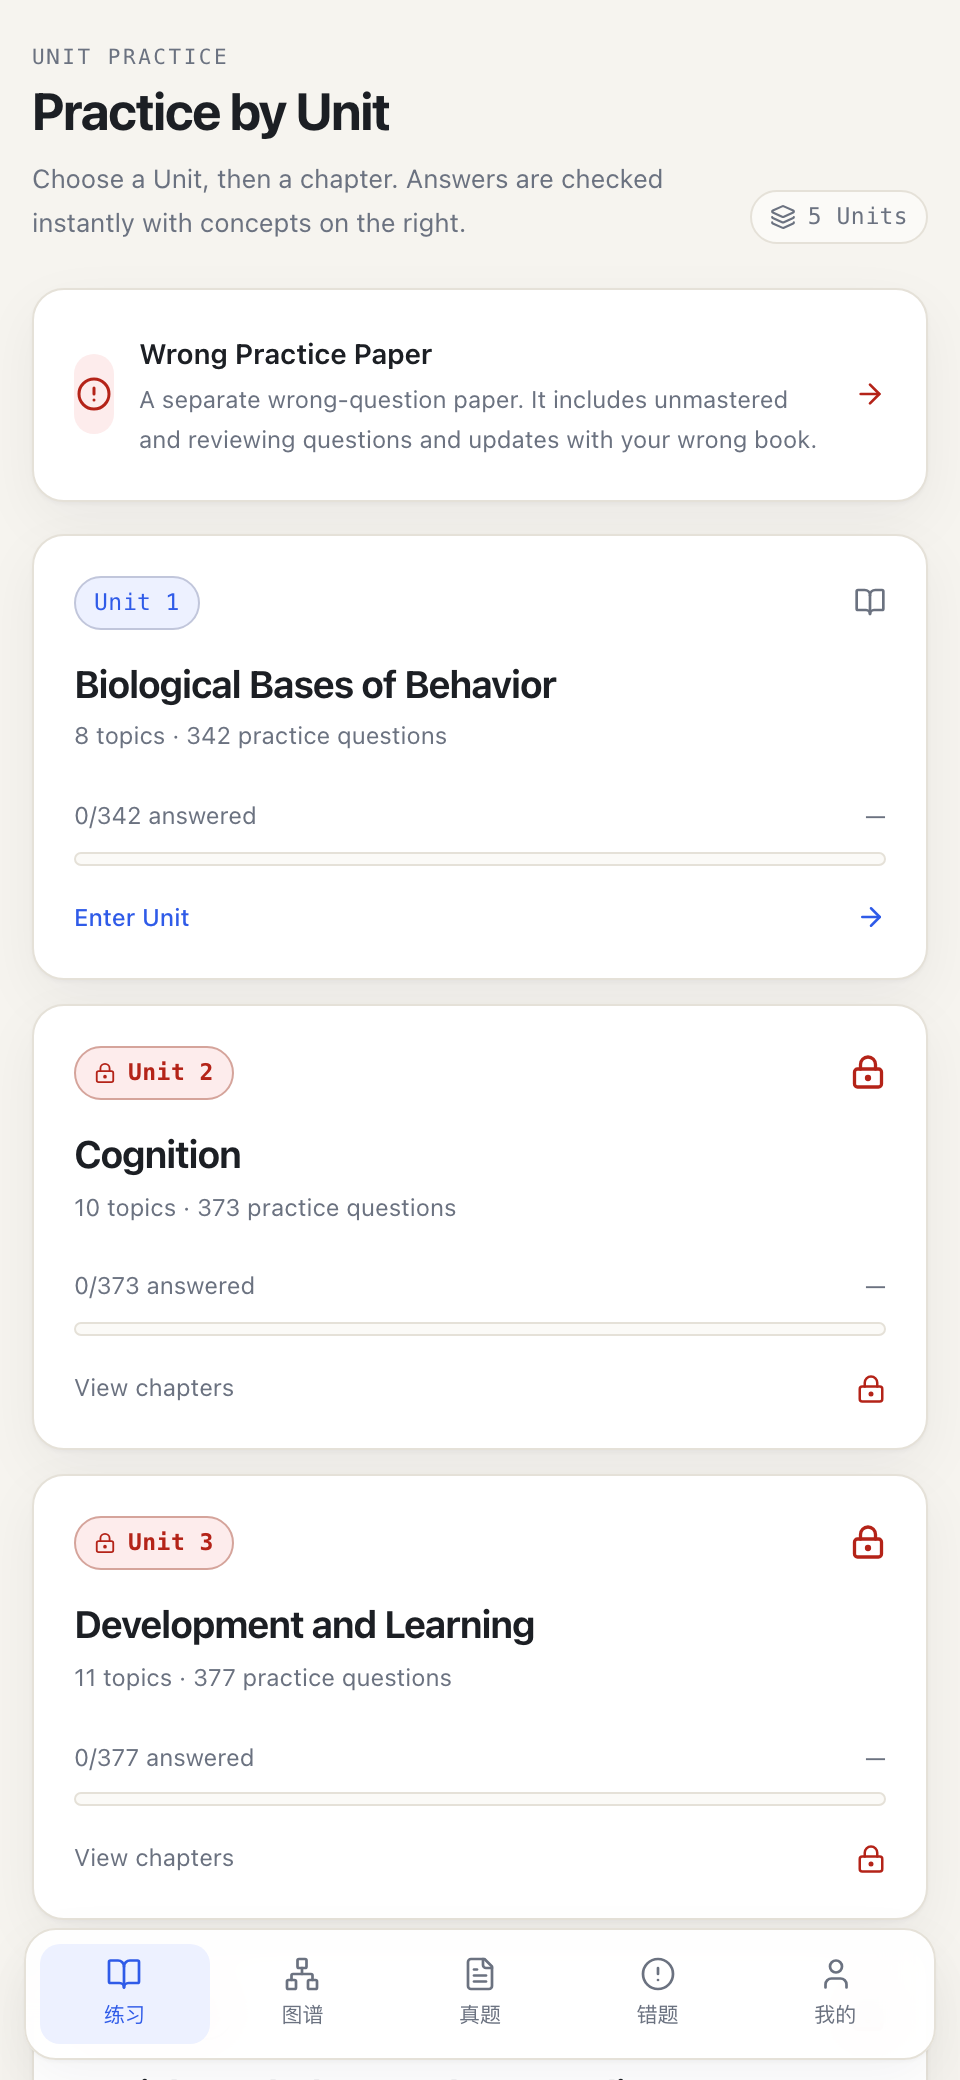 UNIT PRACTICE
Practice by Unit
Choose a Unit, then a chapter. Answers are checked
instantly with concepts on the right.
5 Units
Wrong Practice Paper
A separate wrong-question paper. It includes unmastered
and reviewing questions and updates with your wrong book.
Unit 1
Biological Bases of Behavior
8 topics · 342 practice questions
0/342 answered
—
Enter Unit
Unit 2
Cognition
10 topics · 373 practice questions
0/373 answered
—
View chapters
Unit 3
Development and Learning
11 topics · 377 practice questions
0/377 answered
—
View chapters
练习
图谱
真题
错题
我的